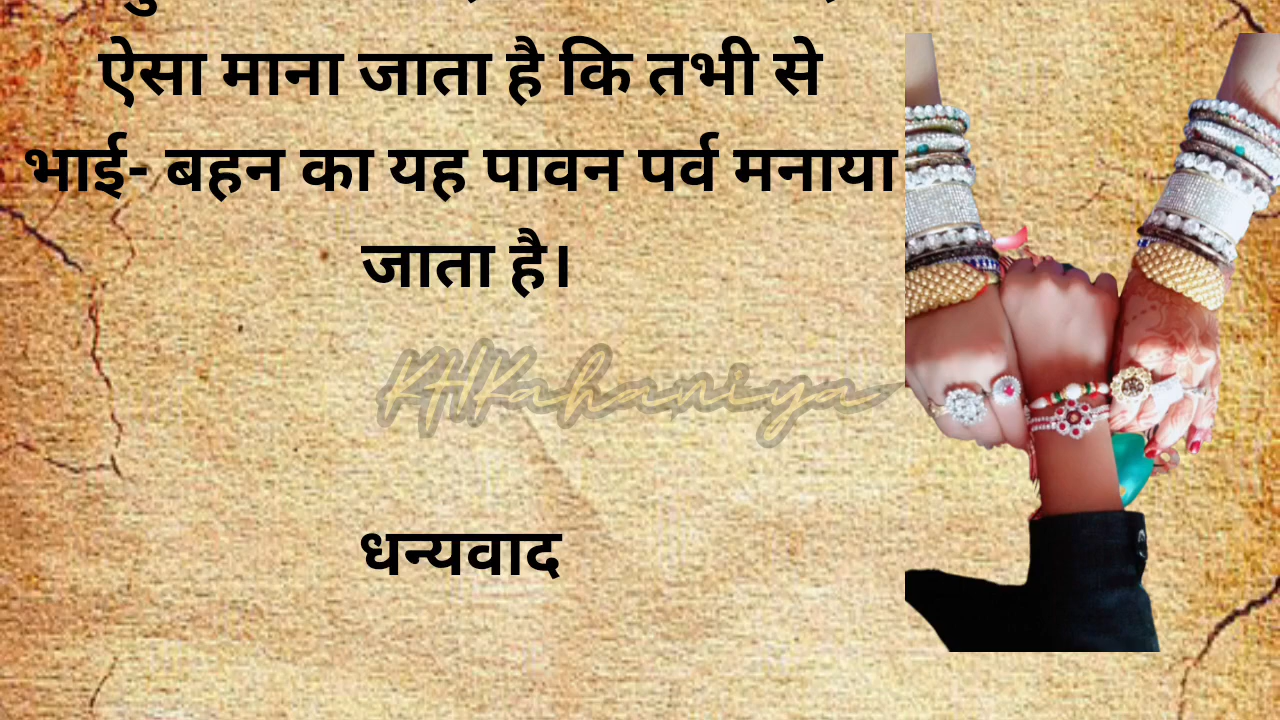 ऐसा माना जाता है कि तभी से
भाई- बहन का यह पावन पर्व मनाया
जाता है।
KHKahaniya
धन्यवाद